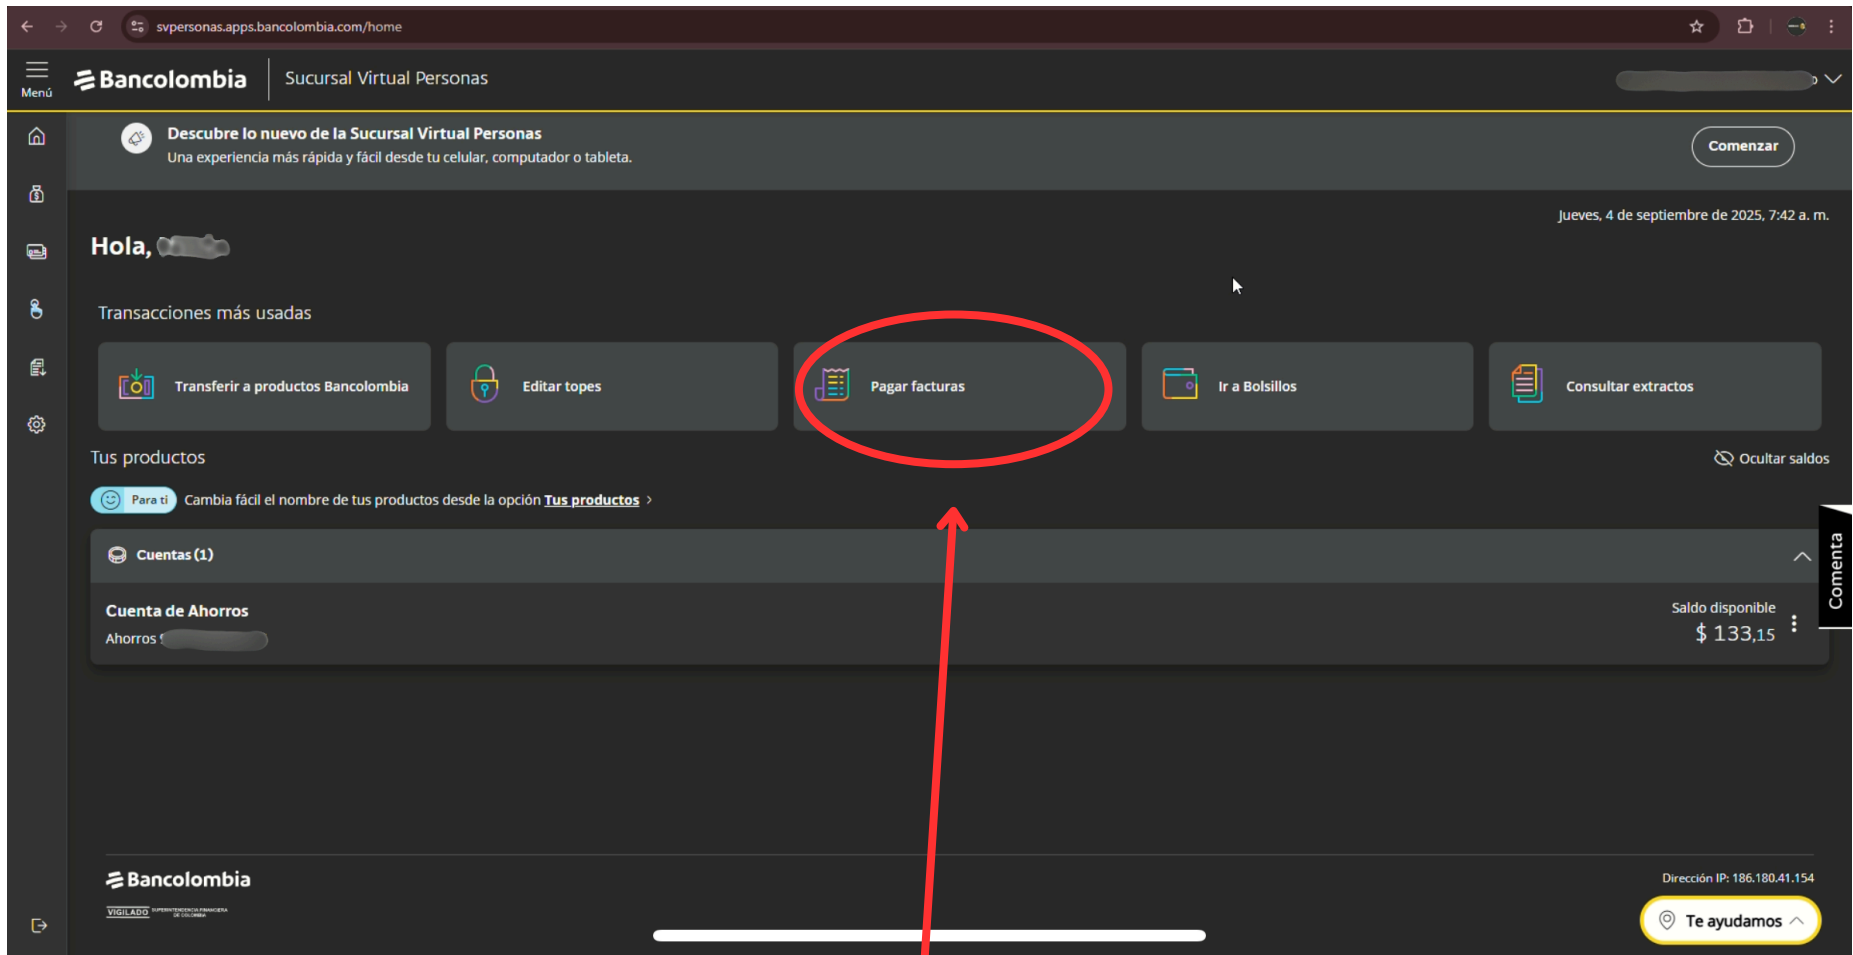 svpersonas.apps.bancolombia.com/home
Menú
Bancolombia
Sucursal Virtual Personas
Descubre lo nuevo de la Sucursal Virtual Personas
Una experiencia más rápida y fácil desde tu celular, computador o tableta.
Comenzar
Jueves, 4 de septiembre de 2025, 7:42 a. m.
Hola,
Transacciones más usadas
Transferir a productos Bancolombia
Editar topes
Pagar facturas
Ir a Bolsillos
Consultar extractos
Tus productos
Ocultar saldos
Para ti
Cambia fácil el nombre de tus productos desde la opción Tus productos >
Cuentas (1)
Cuenta de Ahorros
Ahorros
Saldo disponible
$ 133,15
Comenta
Bancolombia
VIGILADO
SUPERINTENDENCIA FINANCIERA
DE COLOMBIA
Dirección IP: 186.180.41.154
Te ayudamos